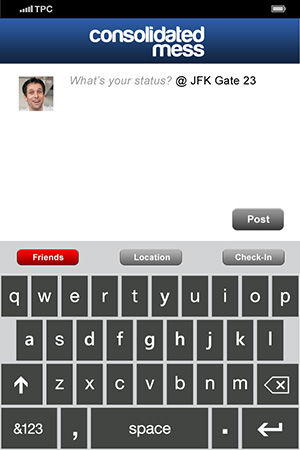 TPC
consolidated
mess
What's your status? @ JFK Gate 23
Post
Friends Location Check-In
q w e r t y u i o p
a s d f g h j k l
z x c v b n m
&123 , space .